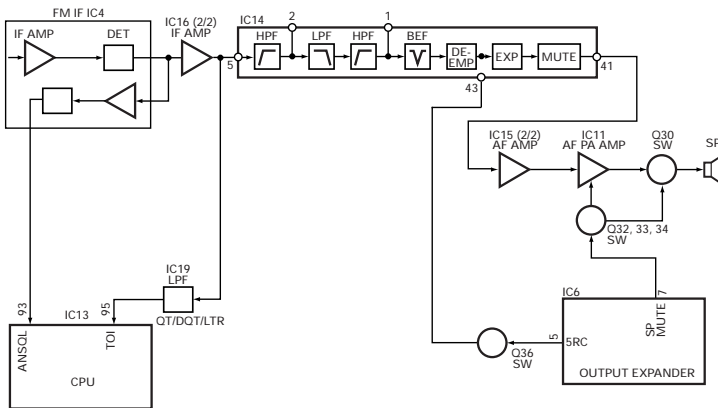 FM IF IC4
IF AMP
DET
IC16 (2/2)
IF AMP
IC14
2
1
5
HPF
LPF
HPF
BEF
DE-
EMP
EXP
MUTE
41
43
IC15 (2/2)
AF AMP
IC11
AF PA AMP
Q30
SW
SP
Q32, 33, 34
SW
IC19
LPF
QT/DQT/LTR
93
IC13
95
ANSQL
TOI
CPU
Q36
SW
IC6
7
SP
MUTE
5
5RC
OUTPUT EXPANDER